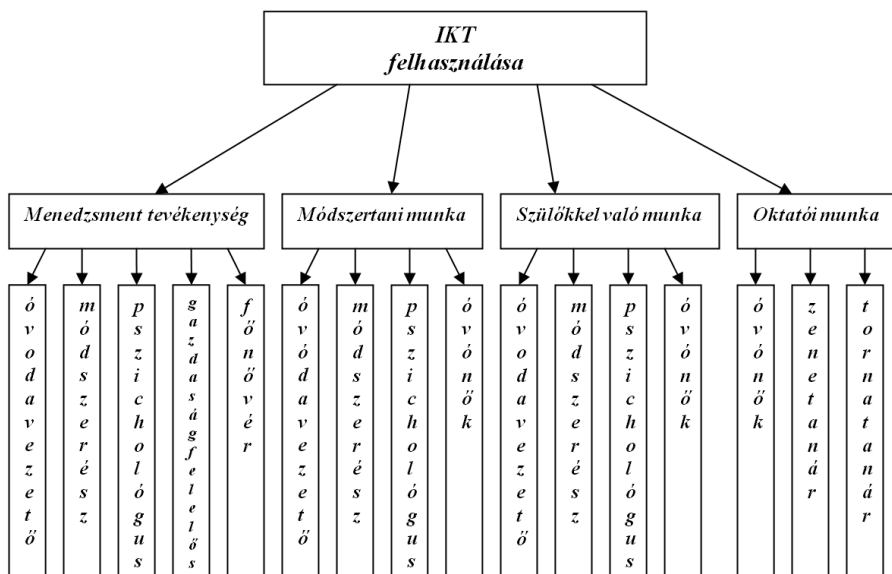 IKT
felhasználása
Menedzsment tevékenység
Módszertani munka
Szülőkkel való munka
Oktatói munka
óvodavezető
módszerész
pszichológus
gazdaságfelelős
főnővér
óvódavezető
módszerész
pszichológus
óvónők
óvodavezető
módszerész
pszichológus
óvónők
óvónők
zenetanár
tornatanár